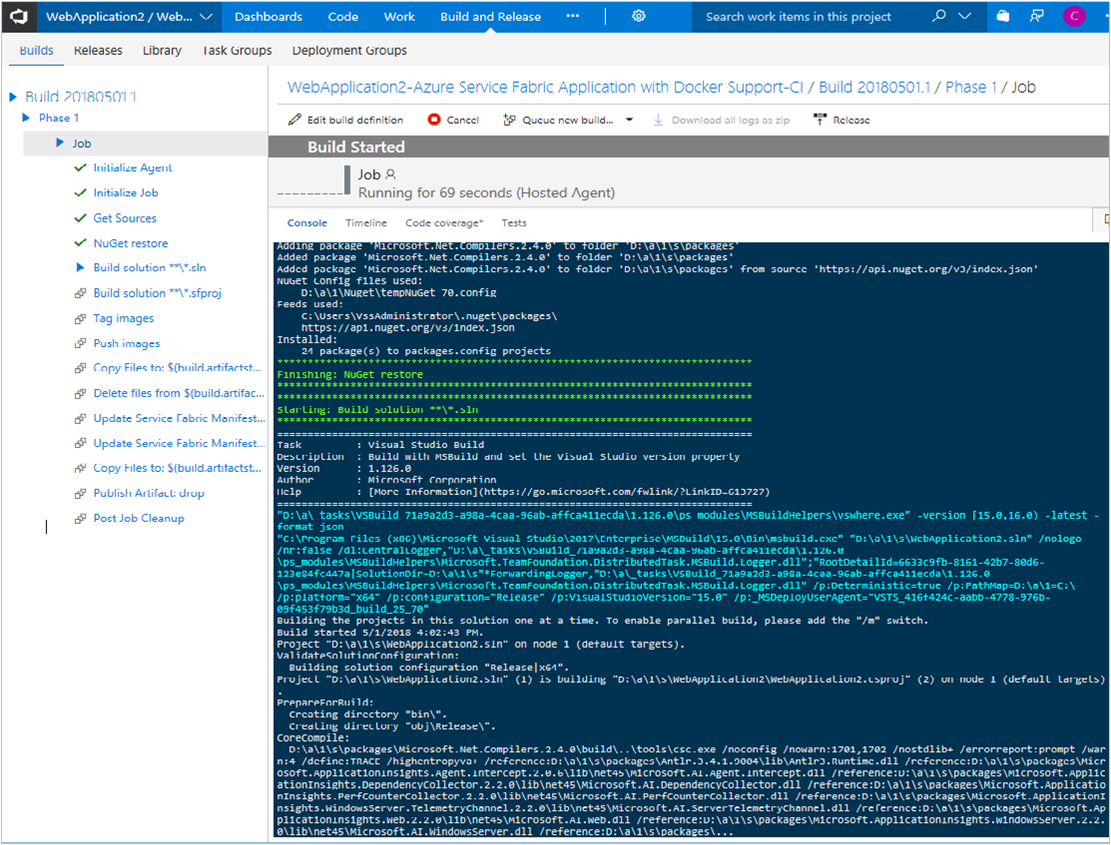 WebApplication2 / Web...
Dashboards
Code
Work
Build and Release
Search work items in this project
C
Builds
Releases
Library
Task Groups
Deployment Groups
Build 20180501.1
Phase 1
Job
Initialize Agent
Initialize Job
Get Sources
NuGet restore
Build solution **\*.sln
Build solution **\*.sfproj
Tag images
Push images
Copy Files to: $(build.artifactst...
Delete files from $(build.artifac...
Update Service Fabric Manifest...
Update Service Fabric Manifest...
Copy Files to: $(build.artifactst...
Publish Artifact: drop
Post Job Cleanup
WebApplication2-Azure Service Fabric Application with Docker Support-CI / Build 20180501.1 / Phase 1 / Job
Edit build definition
Cancel
Queue new build...
Download all logs as zip
Release
Build Started
Job
Running for 69 seconds (Hosted Agent)
Console
Timeline
Code coverage*
Tests
Adding package 'Microsoft.Net.Compilers.2.4.0' to folder 'D:\a\1\s\packages'
Added package 'Microsoft.Net.Compilers.2.4.0' to folder 'D:\a\1\s\packages'
Added package 'Microsoft.Net.Compilers.2.4.0' to folder 'D:\a\1\s\packages' from source 'https://api.nuget.org/v3/index.json'
NuGet Config files used:
D:\a\1\Nuget\tempNuGet_70.config
Feeds used:
C:\Users\VssAdministrator\.nuget\packages\
https://api.nuget.org/v3/index.json
Installed:
24 package(s) to packages.config projects
******************************************************************************
Finishing: NuGet restore
******************************************************************************
******************************************************************************
Starting: Build solution **\*.sln
******************************************************************************
==============================================================================
Task : Visual Studio Build
Description : Build with MSBuild and set the Visual Studio version property
Version : 1.126.0
Author : Microsoft Corporation
Help : [More Information](https://go.microsoft.com/fwlink/?LinkID=613727)
==============================================================================
"D:\a\_tasks\VSBuild_71a9a2d3-a98a-4caa-96ab-affca411ecda\1.126.0\ps_modules\MSBuildHelpers\vswhere.exe" -version [15.0,16.0) -latest -
format json
"C:\Program Files (x86)\Microsoft Visual Studio\2017\Enterprise\MSBuild\15.0\Bin\msbuild.exe" "D:\a\1\s\WebApplication2.sln" /nologo
/nr:false /dl:CentralLogger,"D:\a\_tasks\VSBuild_71a9a2d3-a98a-4caa-96ab-affca411ecda\1.126.0
\ps_modules\MSBuildHelpers\Microsoft.TeamFoundation.DistributedTask.MSBuild.Logger.dll";"RootDetailId=6633c9fb-8161-42b7-80d6-
|SolutionDir=D:\a\1\s"*ForwardingLogger,"D:\a\_tasks\VSBuild_71a9a2d3-a98a-4caa-96ab-affca411ecda\1.126.0
\ps_modules\MSBuildHelpers\Microsoft.TeamFoundation.DistributedTask.MSBuild.Logger.dll" /p:Deterministic=true /p:PathMap=D:\a\1=C:\
/p:platform="x64" /p:configuration="Release" /p:VisualStudioVersion="15.0" /p:_MSDeployUserAgent="VSTS_416f424c-aabb-4778-976b-
09f453f79b3d_build_25_70"
Building the projects in this solution one at a time. To enable parallel build, please add the "/m" switch.
Build started 5/1/2018 4:02:43 PM.
Project "D:\a\1\s\WebApplication2.sln" on node 1 (default targets).
ValidateSolutionConfiguration:
Building solution configuration "Release|x64".
Project "D:\a\1\s\WebApplication2.sln" (1) is building "D:\a\1\s\WebApplication2\WebApplication2.csproj" (2) on node 1 (default targets)
.
PrepareForBuild:
Creating directory "bin\".
Creating directory "obj\Release\".
CoreCompile:
D:\a\1\s\packages\Microsoft.Net.Compilers.2.4.0\build\..\tools\csc.exe /noconfig /nowarn:1701,1702 /nostdlib+ /errorreport:prompt /war
n:4 /define:TRACE /highentropyva+ /reference:D:\a\1\s\packages\Antlr.3.4.1.9004\lib\Antlr3.Runtime.dll /reference:D:\a\1\s\packages\Micr
osoft.ApplicationInsights.Agent.Intercept.2.0.6\lib\net45\Microsoft.AI.Agent.Intercept.dll /reference:D:\a\1\s\packages\Microsoft.Applic
ationInsights.DependencyCollector.2.2.0\lib\net45\Microsoft.AI.DependencyCollector.dll /reference:D:\a\1\s\packages\Microsoft.Applicatio
nInsights.PerfCounterCollector.2.2.0\lib\net45\Microsoft.AI.PerfCounterCollector.dll /reference:D:\a\1\s\packages\Microsoft.ApplicationI
nsights.WindowsServer.TelemetryChannel.2.2.0\lib\net45\Microsoft.AI.ServerTelemetryChannel.dll /reference:D:\a\1\s\packages\Microsoft.Ap
plicationInsights.Web.2.2.0\lib\net45\Microsoft.AI.Web.dll /reference:D:\a\1\s\packages\Microsoft.ApplicationInsights.WindowsServer.2.2.
0\lib\net45\Microsoft.AI.WindowsServer.dll /reference:D:\a\1\s\packages\...